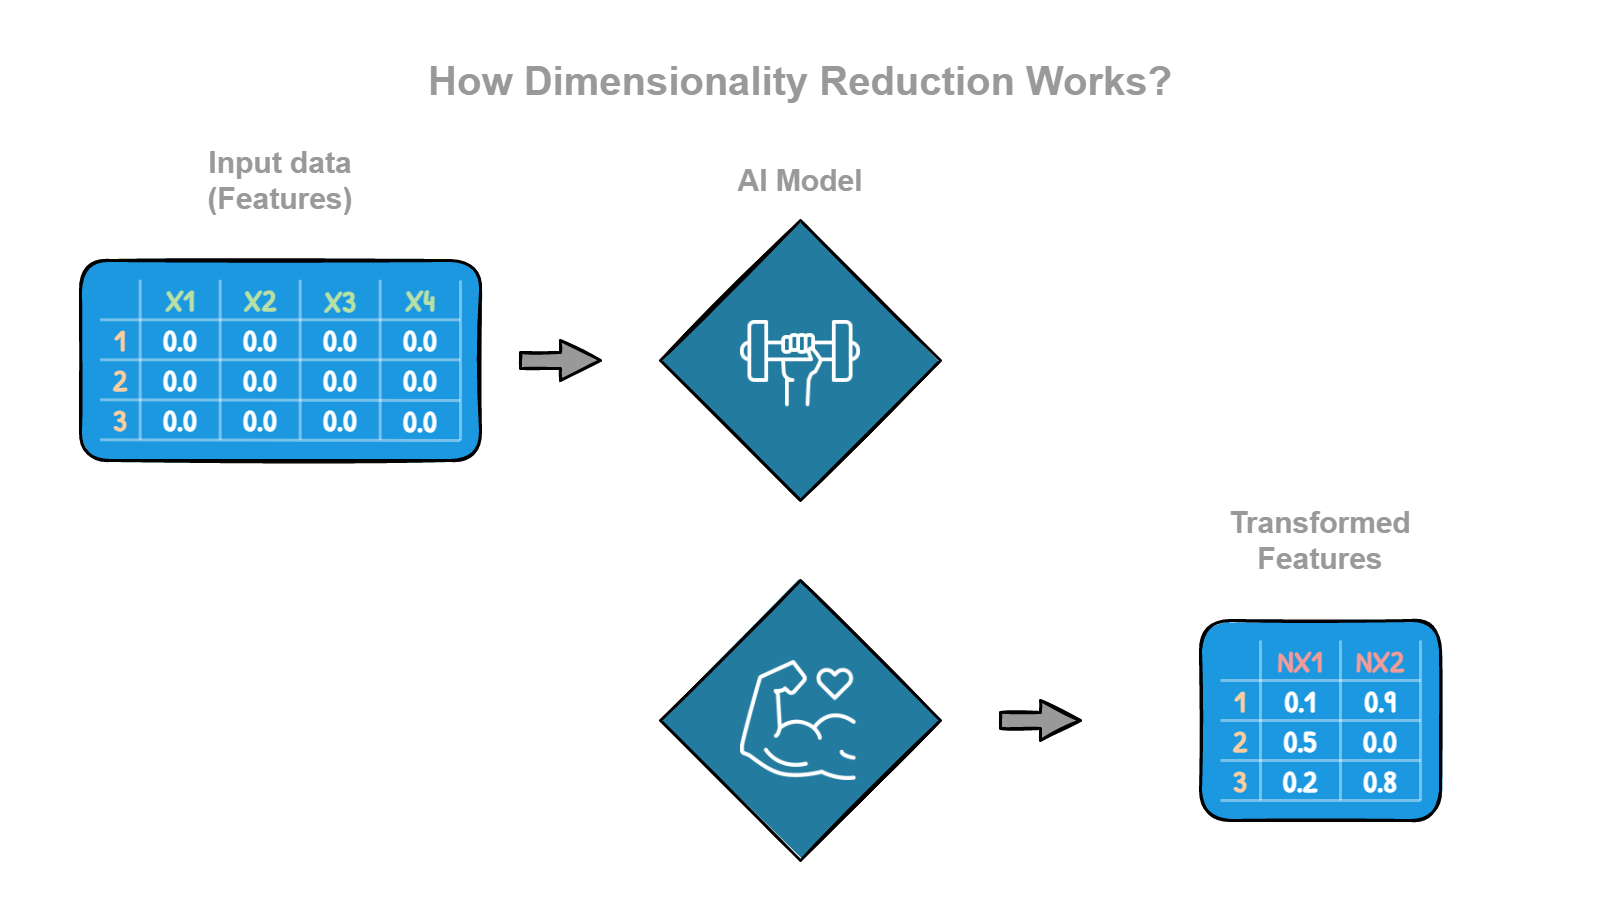 How Dimensionality Reduction Works?
Input data
(Features)
AI Model
X1 X2 X3 X4
1 0.0 0.0 0.0 0.0
2 0.0 0.0 0.0 0.0
3 0.0 0.0 0.0 0.0
Transformed
Features
NX1 NX2
1 0.1 0.9
2 0.5 0.0
3 0.2 0.8